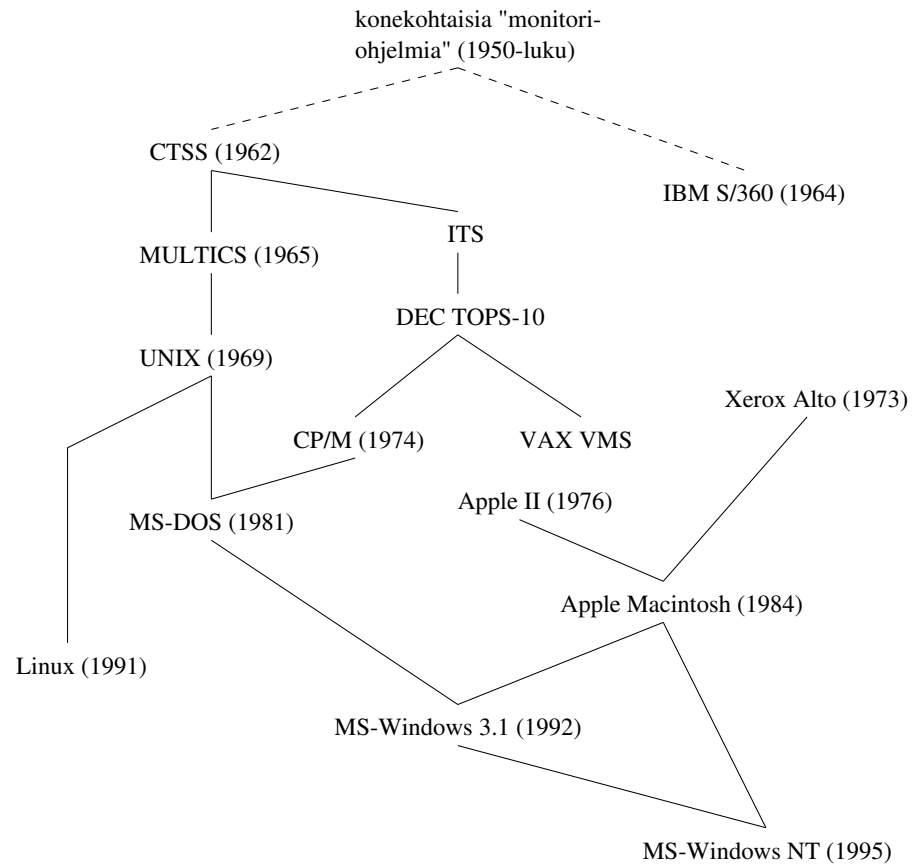 konekohtaisia "monitori-
ohjelmia" (1950-luku)
CTSS (1962)
IBM S/360 (1964)
ITS
MULTICS (1965)
DEC TOPS-10
UNIX (1969)
Xerox Alto (1973)
CP/M (1974)
VAX VMS
Apple II (1976)
MS-DOS (1981)
Apple Macintosh (1984)
Linux (1991)
MS-Windows 3.1 (1992)
MS-Windows NT (1995)